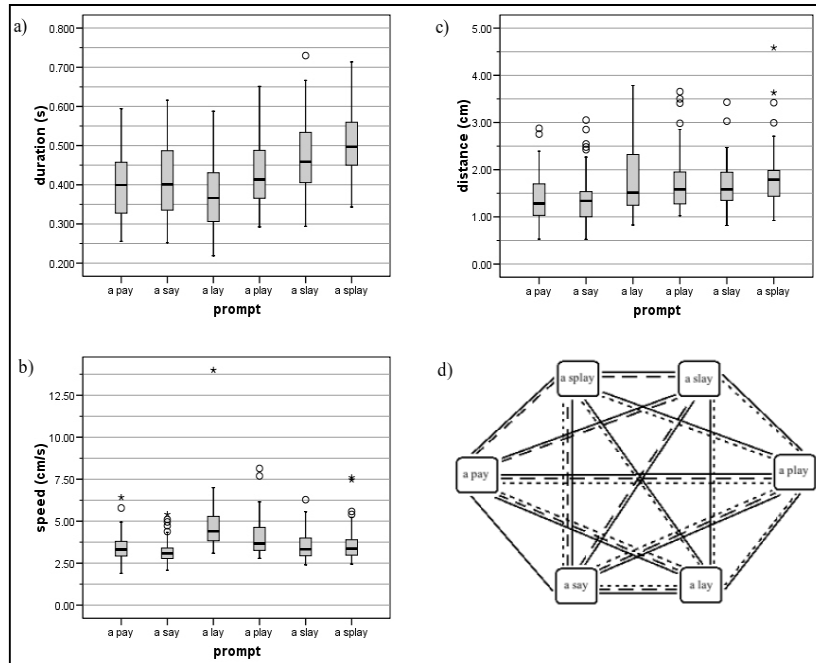 a)
0.800
0.700
0.600
0.500
0.400
0.300
0.200
duration (s)
a pay a say a lay a play a slay a splay
prompt
c)
5.00
4.00
3.00
2.00
1.00
0.00
distance (cm)
a pay a say a lay a play a slay a splay
prompt
b)
12.50
10.00
7.50
5.00
2.50
0.00
speed (cm/s)
a pay a say a lay a play a slay a splay
prompt
d)
a splay a slay
a pay a play
a say a lay